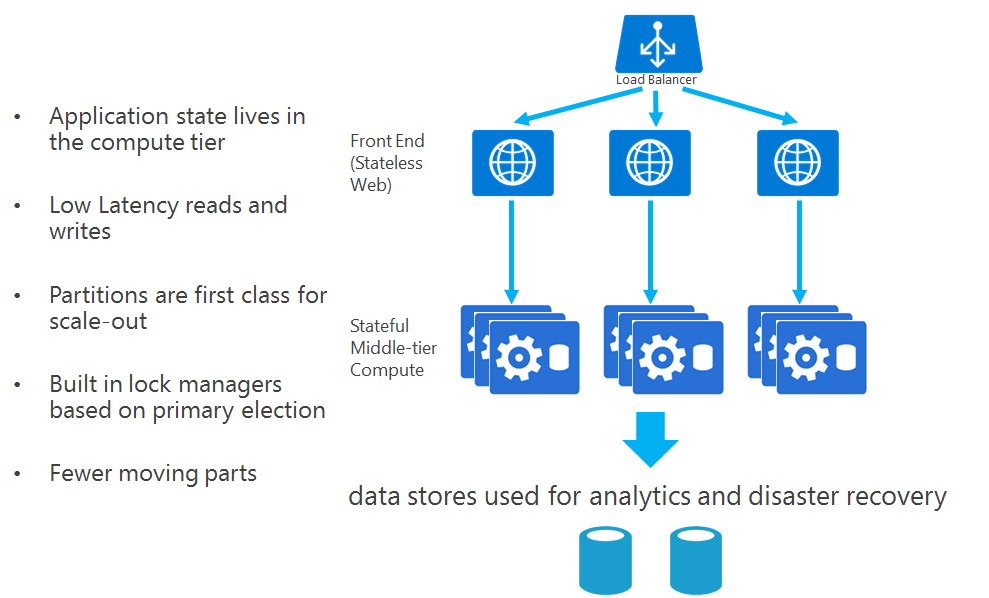 Load Balancer
• Application state lives in
the compute tier
• Low Latency reads and
writes
• Partitions are first class for
scale-out
• Built in lock managers
based on primary election
• Fewer moving parts
Front End
(Stateless
Web)
Stateful
Middle-tier
Compute
data stores used for analytics and disaster recovery